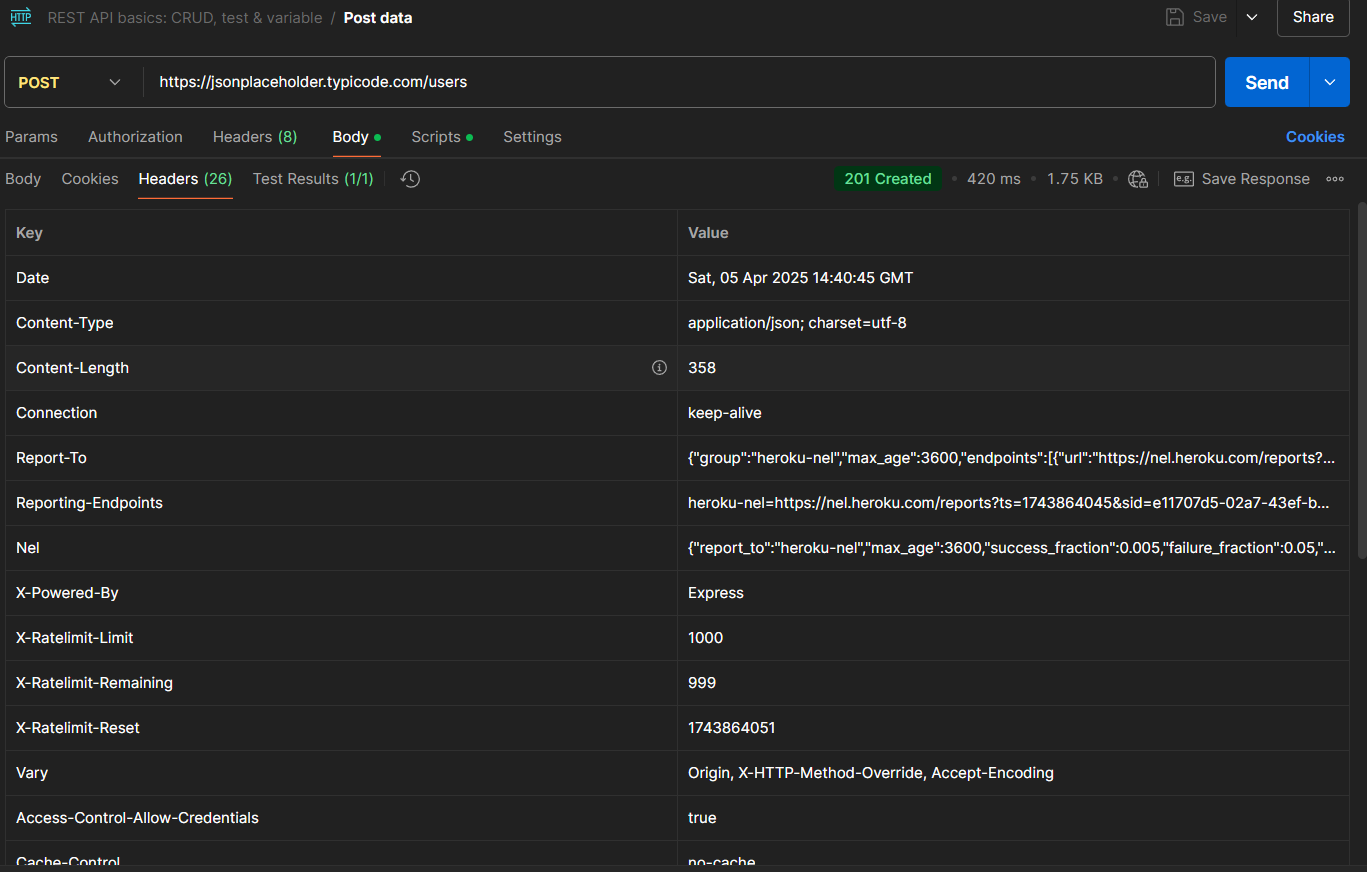 HTTP REST API basics: CRUD, test & variable / Post data Save Share
POST https://jsonplaceholder.typicode.com/users Send
Params Authorization Headers (8) Body Scripts Settings Cookies
Body Cookies Headers (26) Test Results (1/1) 201 Created • 420 ms • 1.75 KB • e.g. Save Response
Key Value
Date Sat, 05 Apr 2025 14:40:45 GMT
Content-Type application/json; charset=utf-8
Content-Length 358
Connection keep-alive
Report-To {"group":"heroku-nel","max_age":3600,"endpoints":[{"url":"https://nel.heroku.com/reports?...
Reporting-Endpoints heroku-nel=https://nel.heroku.com/reports?ts=1743864045&sid=e11707d5-02a7-43ef-b...
Nel {"report_to":"heroku-nel","max_age":3600,"success_fraction":0.005,"failure_fraction":0.05,"...
X-Powered-By Express
X-Ratelimit-Limit 1000
X-Ratelimit-Remaining 999
X-Ratelimit-Reset 1743864051
Vary Origin, X-HTTP-Method-Override, Accept-Encoding
Access-Control-Allow-Credentials true
Cache-Control no-cache